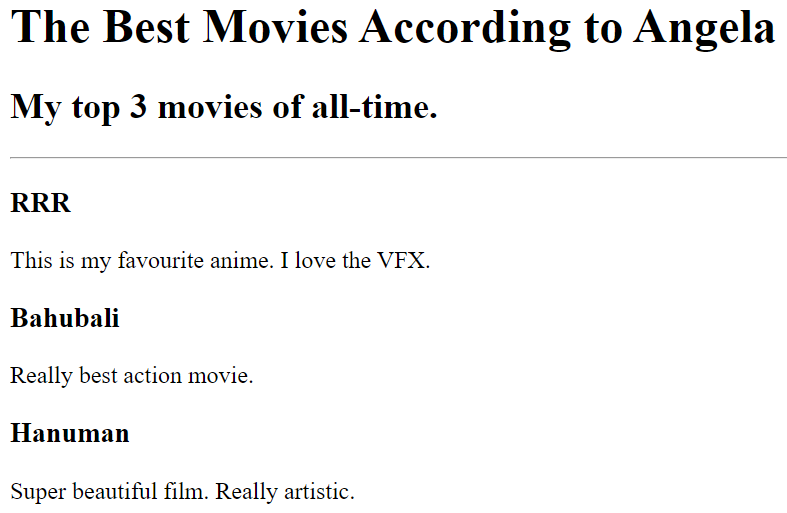 The Best Movies According to Angela
My top 3 movies of all-time.
RRR
This is my favourite anime. I love the VFX.
Bahubali
Really best action movie.
Hanuman
Super beautiful film. Really artistic.